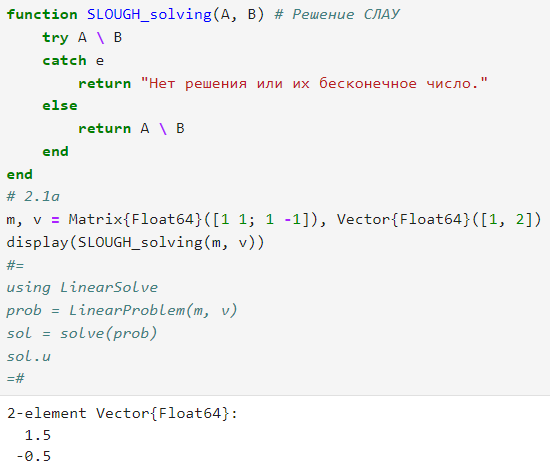 function SLOUGH_solving(A, B) # Решение СЛАУ
    try A \ B
    catch e
        return "Нет решения или их бесконечное число."
    else
        return A \ B
    end
end
# 2.1a
m, v = Matrix{Float64}([1 1; 1 -1]), Vector{Float64}([1, 2])
display(SLOUGH_solving(m, v))
#=
using LinearSolve
prob = LinearProblem(m, v)
sol = solve(prob)
sol.u
=#
2-element Vector{Float64}:
  1.5
 -0.5